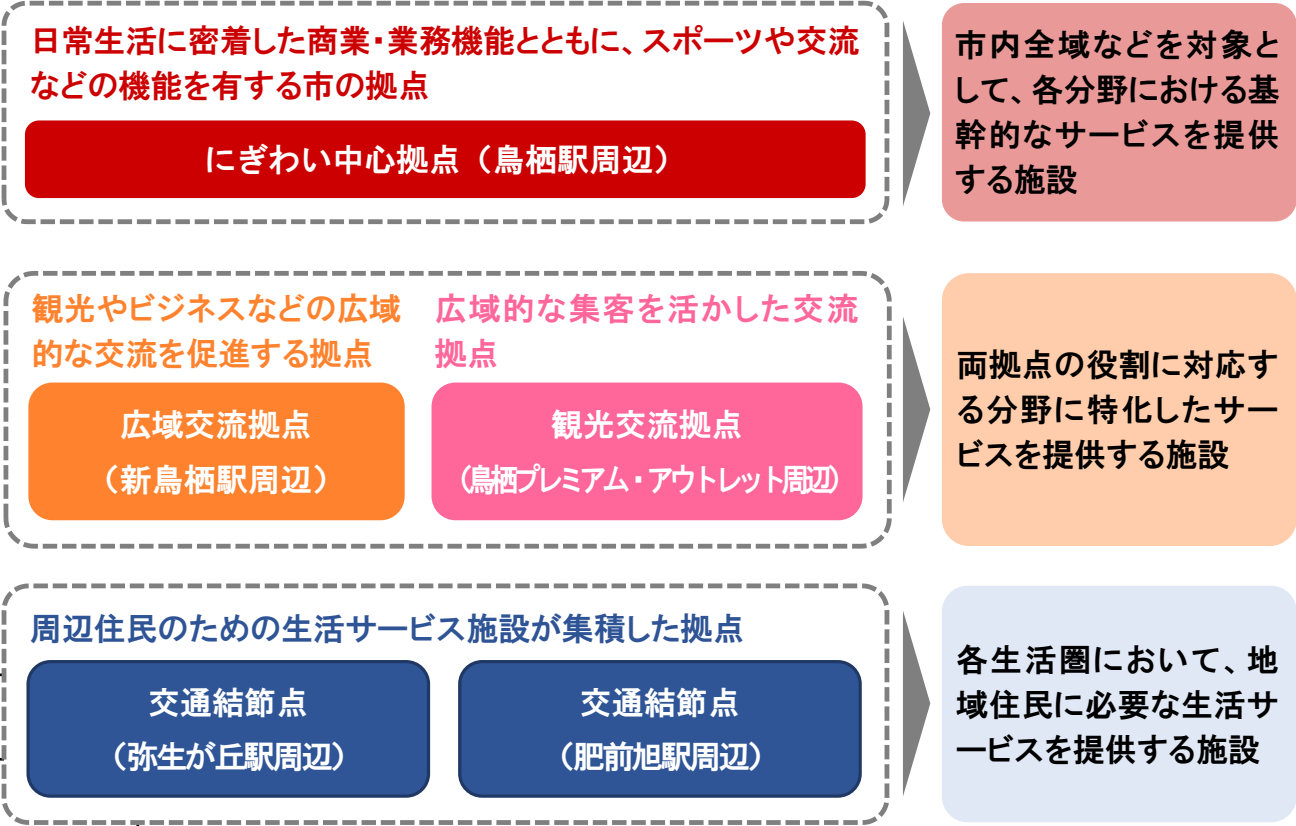 日常生活に密着した商業・業務機能とともに、スポーツや交流
などの機能を有する市の拠点
にぎわい中心拠点（鳥栖駅周辺）
市内全域などを対象と
して、各分野における基
幹的なサービスを提供
する施設
観光やビジネスなどの広域
的な交流を促進する拠点
広域交流拠点
（新鳥栖駅周辺）
広域的な集客を活かした交流
拠点
観光交流拠点
（鳥栖プレミアム・アウトレット周辺）
両拠点の役割に対応す
る分野に特化したサー
ビスを提供する施設
周辺住民のための生活サービス施設が集積した拠点
交通結節点
（弥生が丘駅周辺）
交通結節点
（肥前旭駅周辺）
各生活圏において、地
域住民に必要な生活サ
ービスを提供する施設